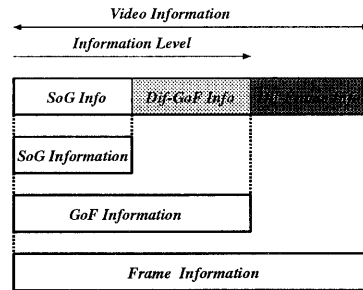 Video Information
Information Level
SoG Info
Dif-GoF Info
SoG Information
GoF Information
Frame Information